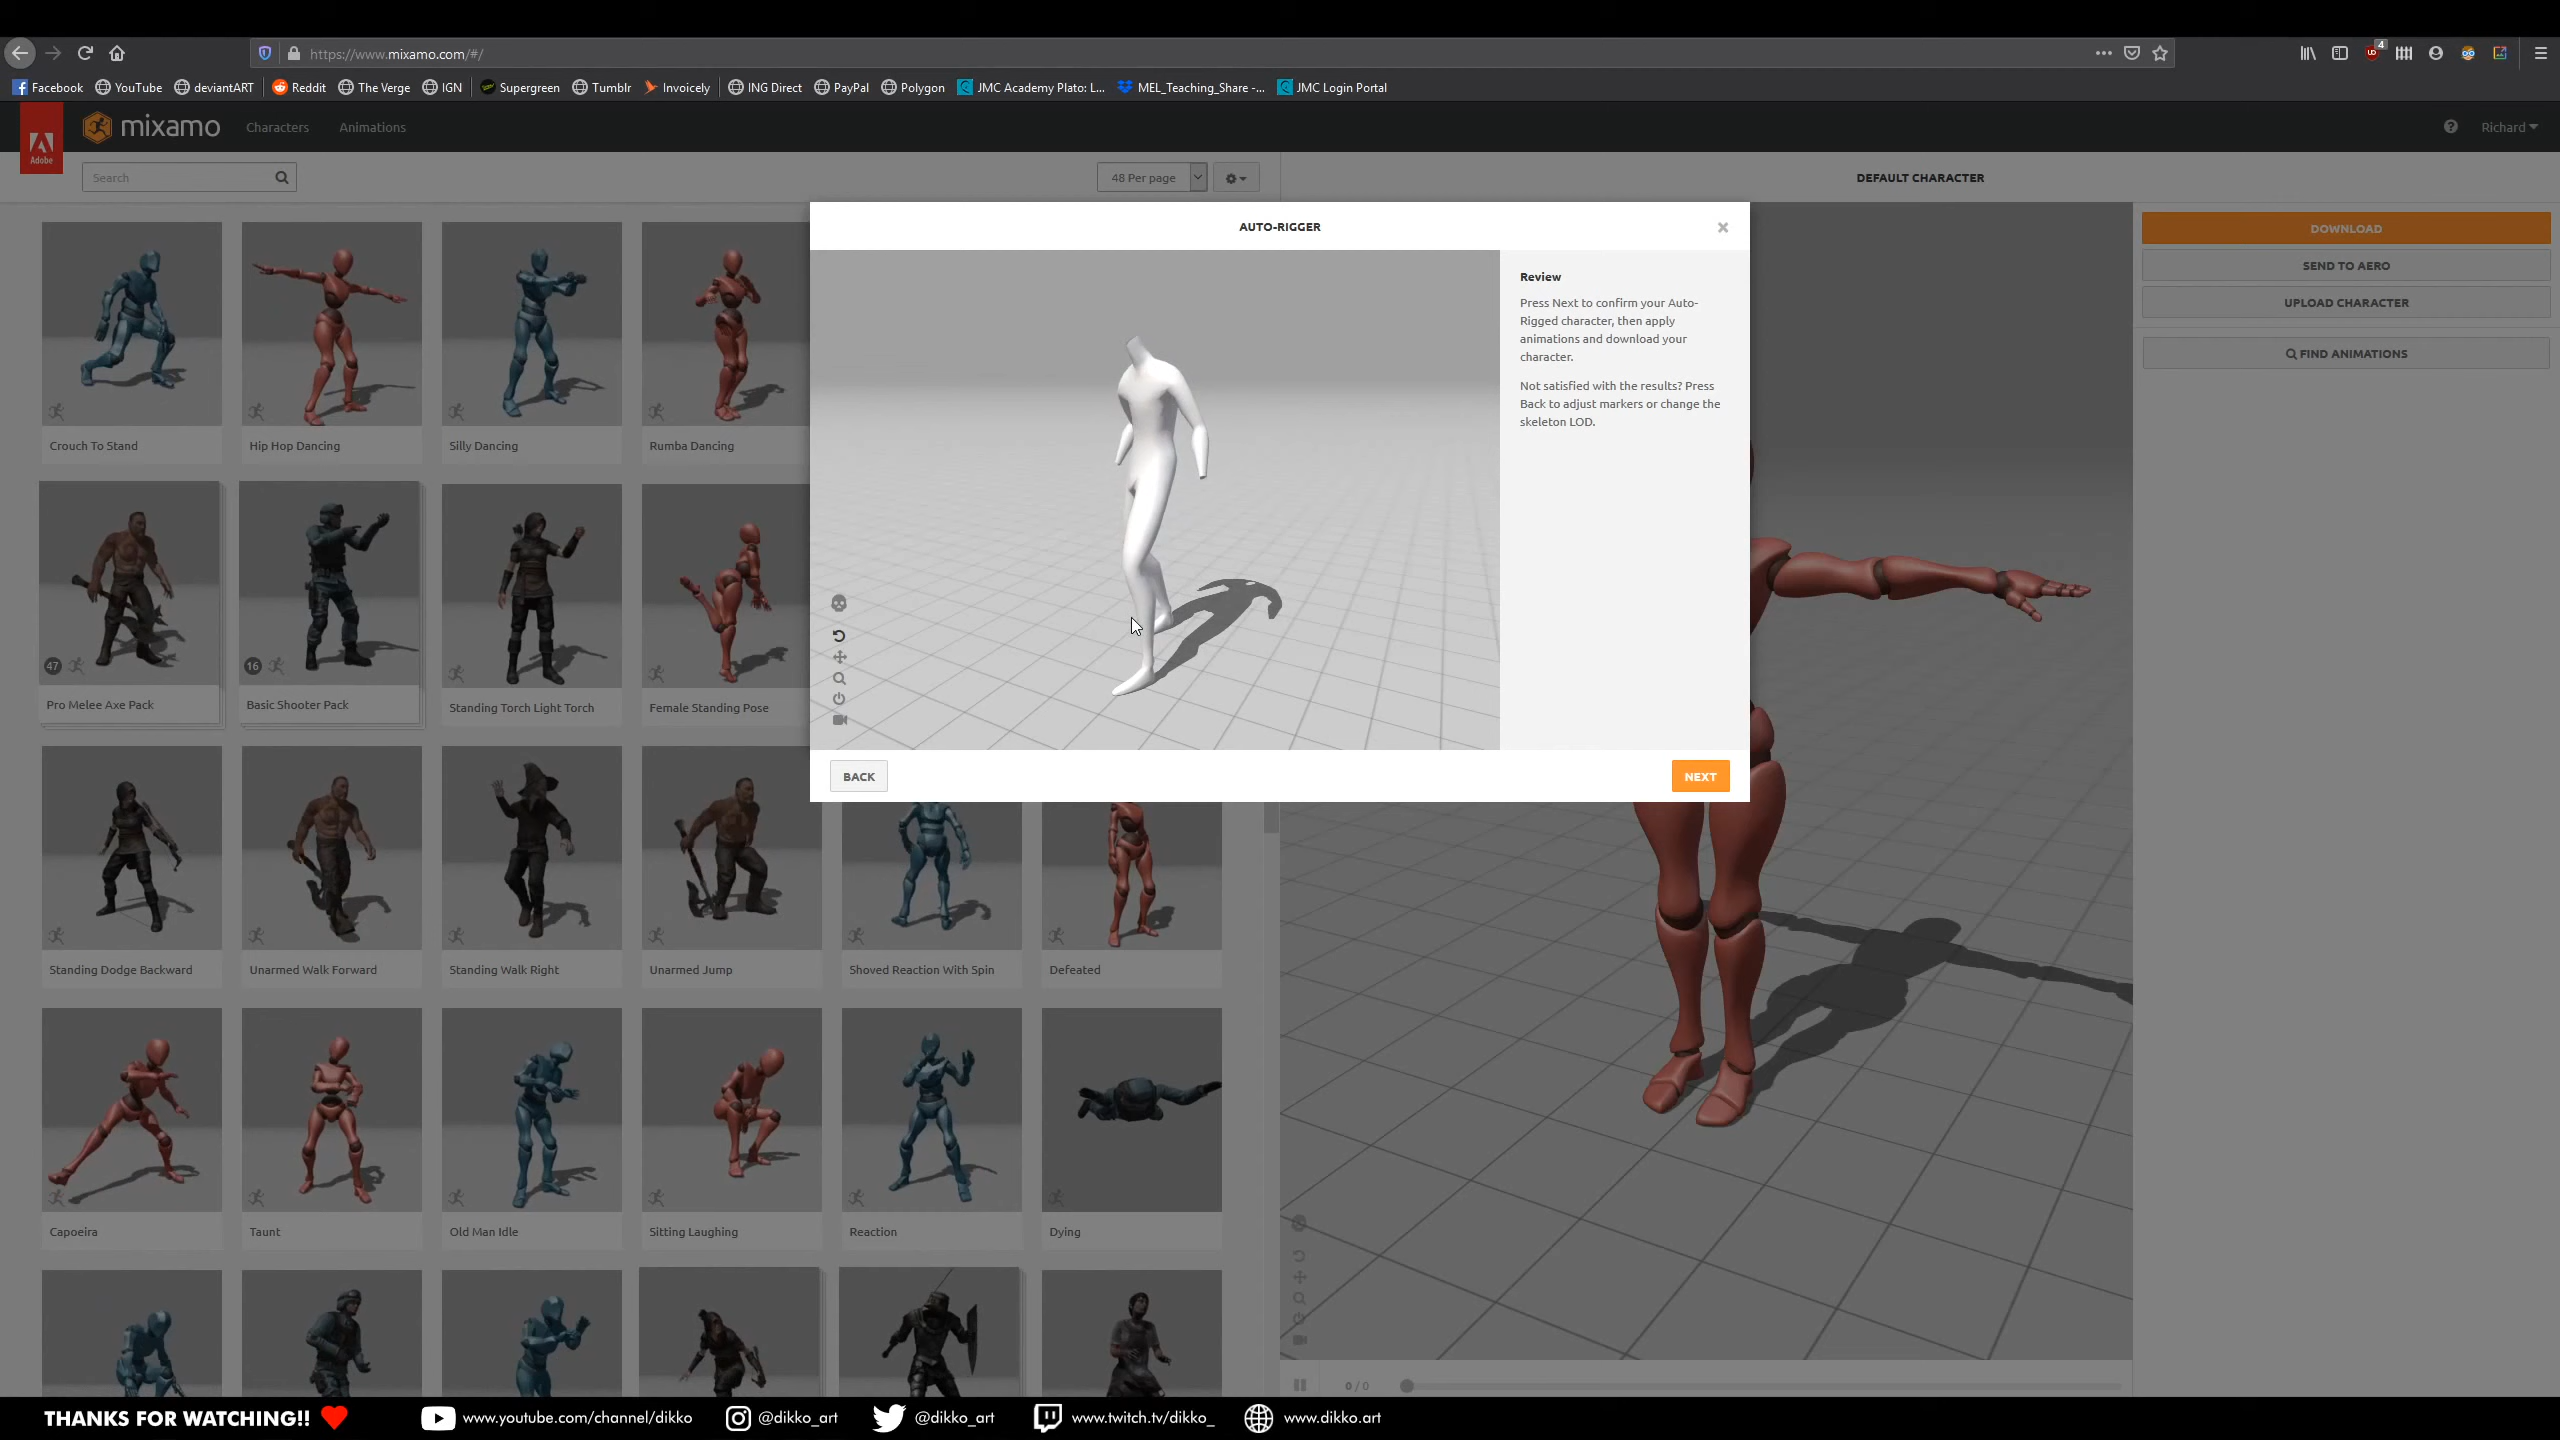 https://www.mixamo.com/#/
4
Facebook YouTube deviantART Reddit The Verge IGN Supergreen Tumblr Invoicely ING Direct PayPal Polygon JMC Academy Plato: L... MEL_Teaching_Share -... JMC Login Portal
Adobe
mixamo Characters Animations Richard
Search
48 Per page
DEFAULT CHARACTER
AUTO-RIGGER
DOWNLOAD
SEND TO AERO
UPLOAD CHARACTER
FIND ANIMATIONS
Review
Press Next to confirm your Auto-
Rigged character, then apply
animations and download your
character.
Not satisfied with the results? Press
Back to adjust markers or change the
skeleton LOD.
BACK
NEXT
Crouch To Stand Hip Hop Dancing Silly Dancing Rumba Dancing
47 16
Pro Melee Axe Pack Basic Shooter Pack Standing Torch Light Torch Female Standing Pose
Standing Dodge Backward Unarmed Walk Forward Standing Walk Right Unarmed Jump Shoved Reaction With Spin Defeated
Capoeira Taunt Old Man Idle Sitting Laughing Reaction Dying
0 / 0
THANKS FOR WATCHING!! www.youtube.com/channel/dikko @dikko_art @dikko_art www.twitch.tv/dikko_ www.dikko.art